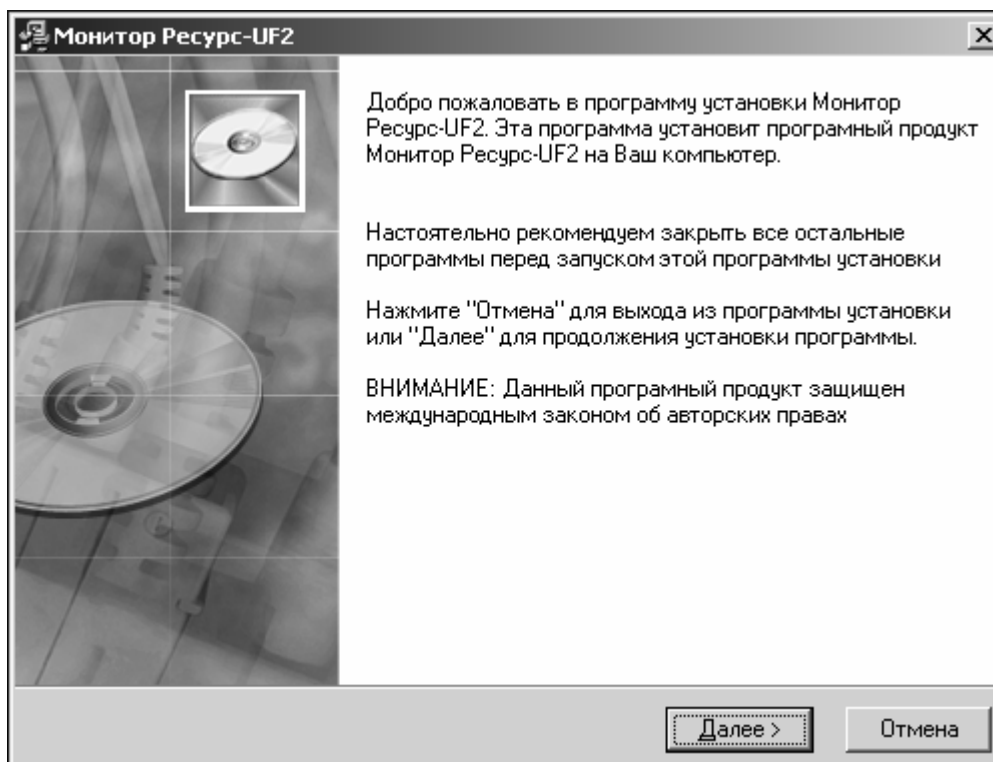 Монитор Ресурс-UF2
Добро пожаловать в программу установки Монитор
Ресурс-UF2. Эта программа установит програмный продукт
Монитор Ресурс-UF2 на Ваш компьютер.
Настоятельно рекомендуем закрыть все остальные
программы перед запуском этой программы установки
Нажмите "Отмена" для выхода из программы установки
или "Далее" для продолжения установки программы.
ВНИМАНИЕ: Данный програмный продукт защищен
международным законом об авторских правах
Далее > Отмена